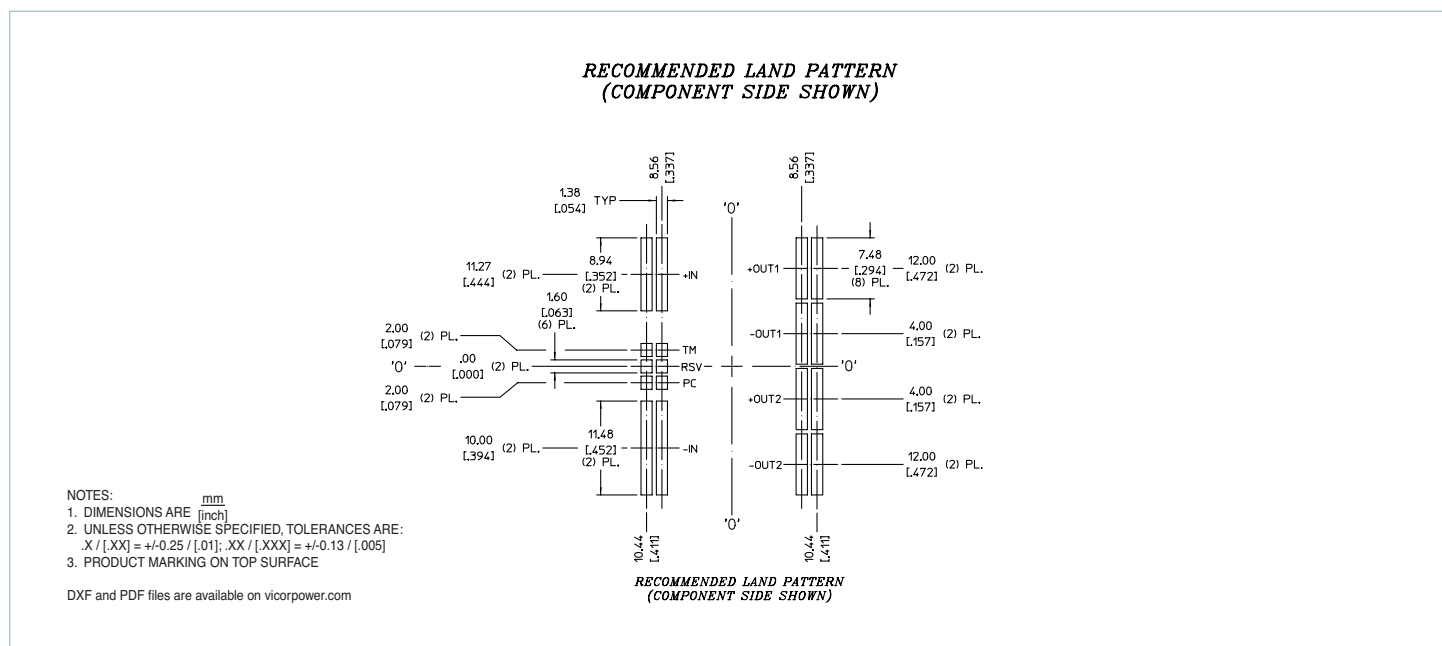 RECOMMENDED LAND PATTERN
(COMPONENT SIDE SHOWN)
8.56
[.337]
8.56
[.337]
1.38
[.054]
TYP
'0'
11.27
[.444]
(2) PL.
8.94
[.352]
(2) PL.
+IN
+OUT1
7.48
[.294]
(8) PL.
12.00
[.472]
(2) PL.
1.60
[.063]
(6) PL.
2.00
[.079]
(2) PL.
TM
-OUT1
4.00
[.157]
(2) PL.
'0'
.00
[.000]
(2) PL.
RSV
'0'
2.00
[.079]
(2) PL.
PC
+OUT2
4.00
[.157]
(2) PL.
10.00
[.394]
(2) PL.
11.48
[.452]
(2) PL.
-IN
-OUT2
12.00
[.472]
(2) PL.
'0'
10.44
[.411]
10.44
[.411]
RECOMMENDED LAND PATTERN
(COMPONENT SIDE SHOWN)
NOTES:
1. DIMENSIONS ARE mm
[inch]
2. UNLESS OTHERWISE SPECIFIED, TOLERANCES ARE:
.X / [.XX] = +/-0.25 / [.01]; .XX / [.XXX] = +/-0.13 / [.005]
3. PRODUCT MARKING ON TOP SURFACE
DXF and PDF files are available on vicorpower.com